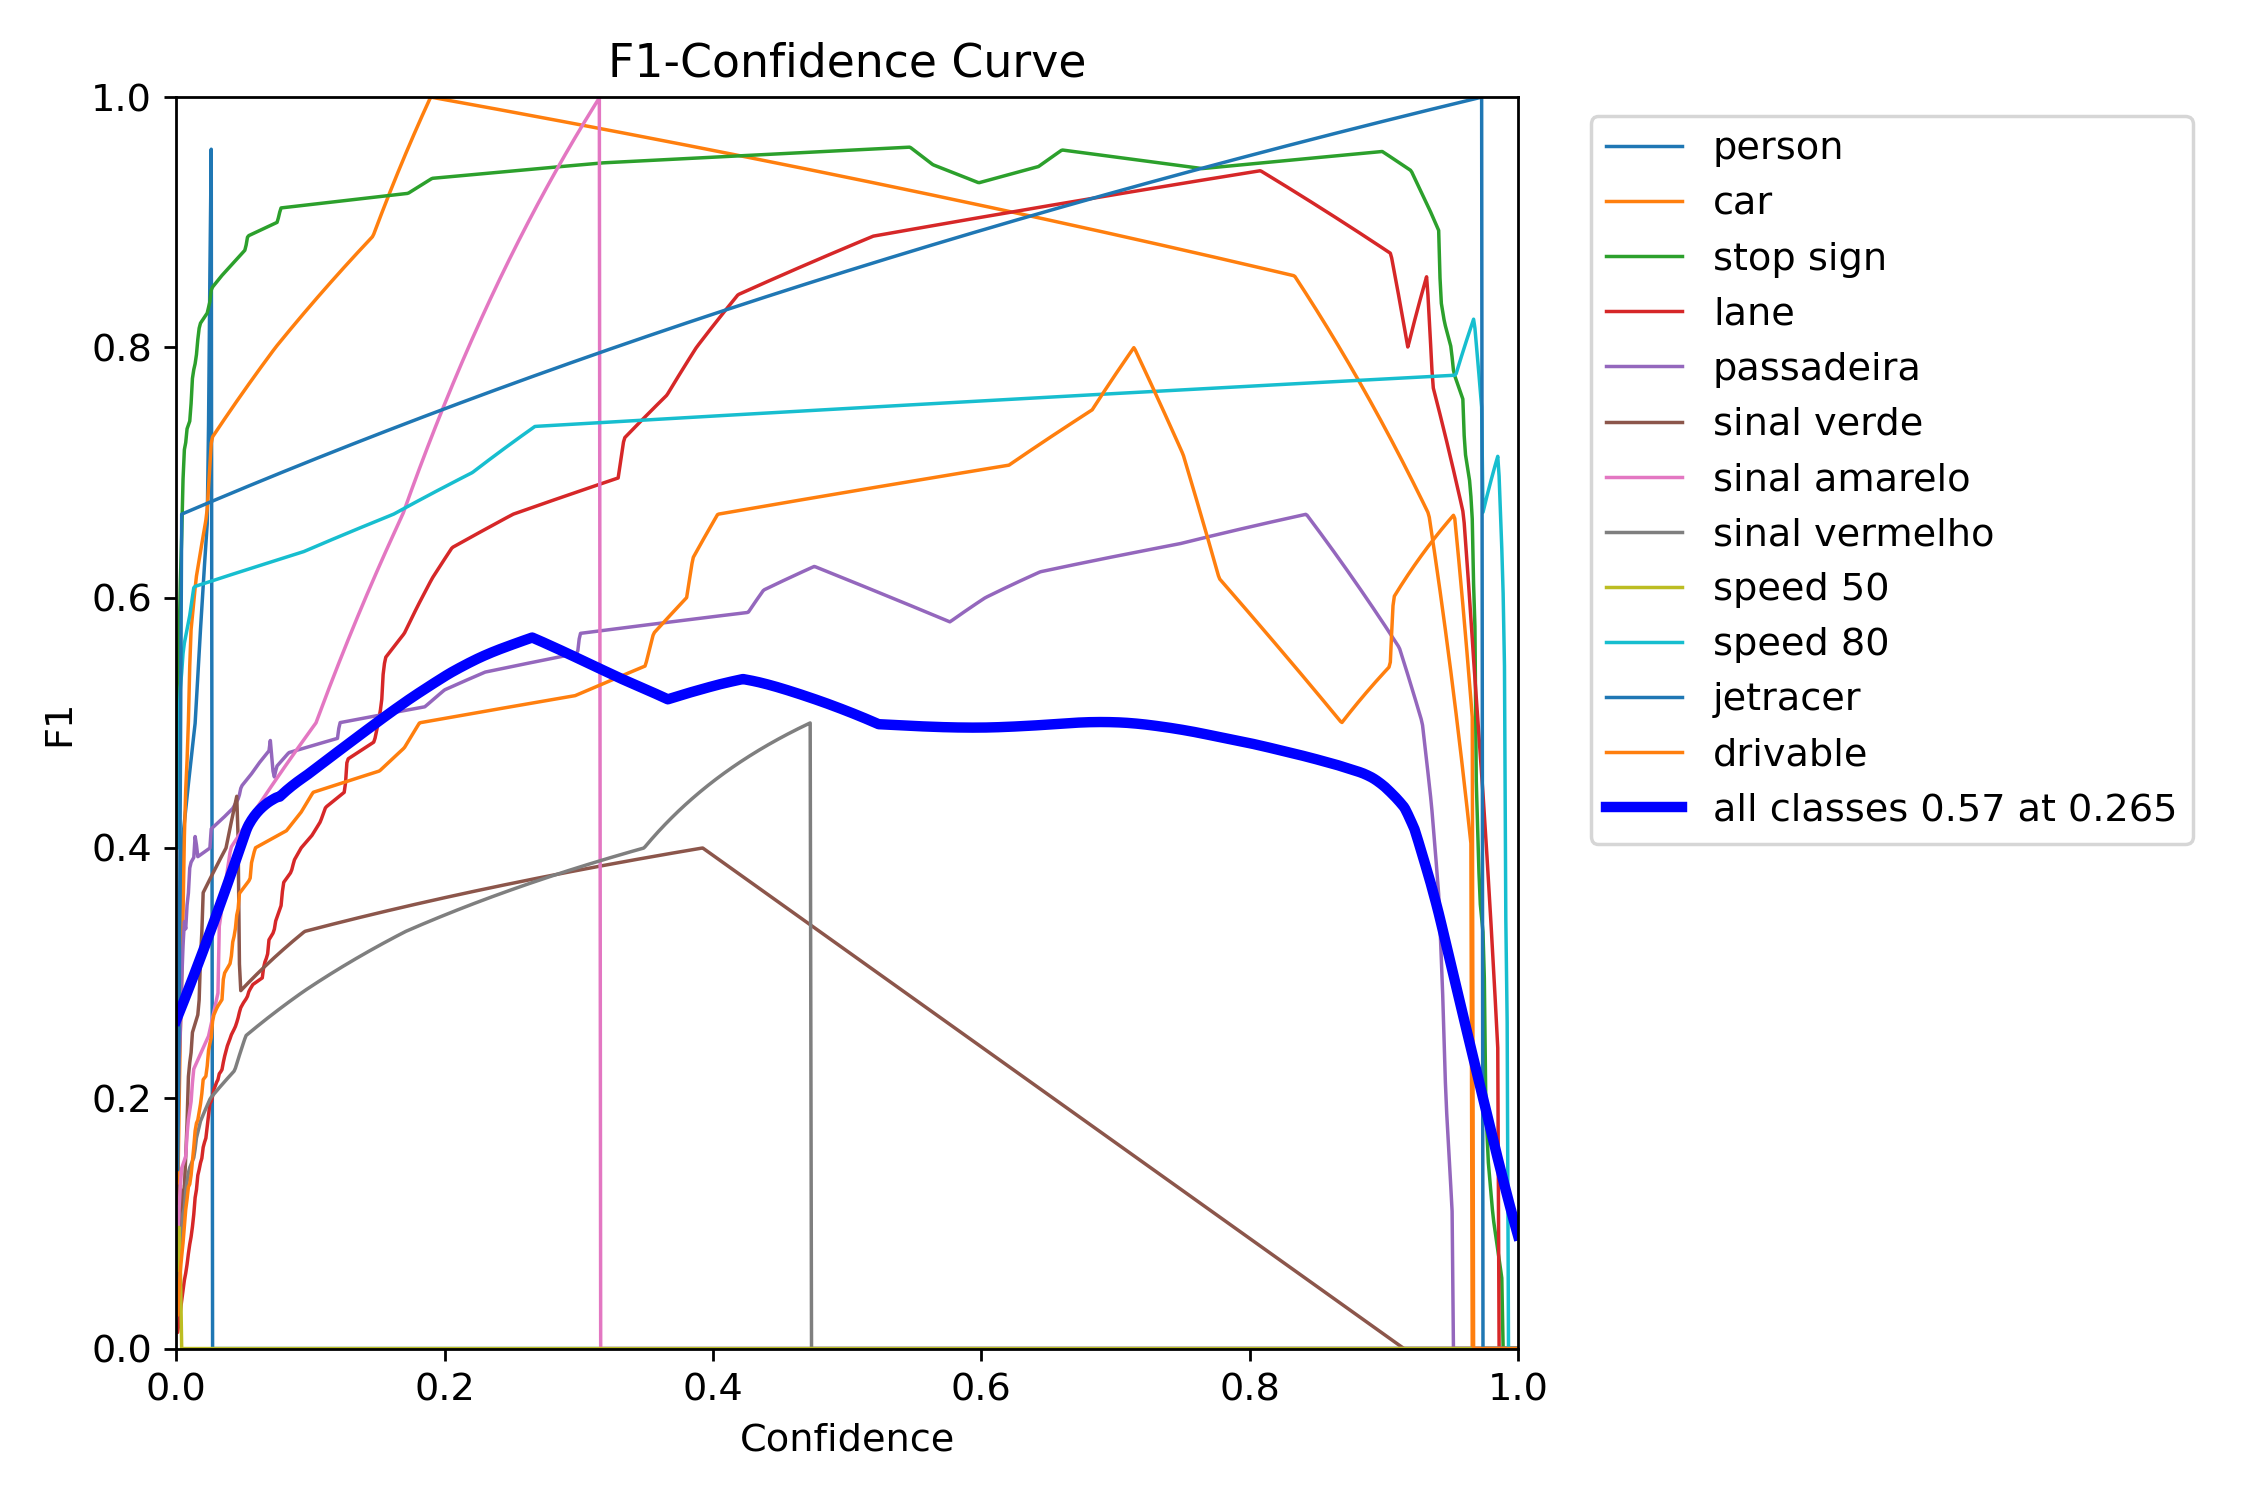 F1-Confidence Curve
F1
1.0
0.8
0.6
0.4
0.2
0.0
0.0 0.2 0.4 0.6 0.8 1.0
Confidence
person
car
stop sign
lane
passadeira
sinal verde
sinal amarelo
sinal vermelho
speed 50
speed 80
jetracer
drivable
all classes 0.57 at 0.265